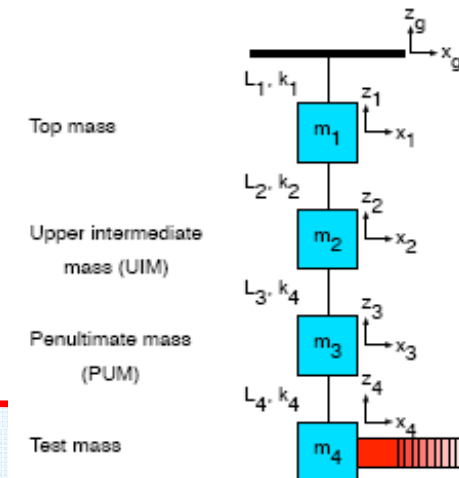 z_g
x_g
L_1, k_1
z_1
Top mass
m_1
x_1
L_2, k_2
z_2
Upper intermediate
mass (UIM)
m_2
x_2
L_3, k_4
z_3
Penultimate mass
(PUM)
m_3
x_3
L_4, k_4
z_4
x_4
Test mass
m_4